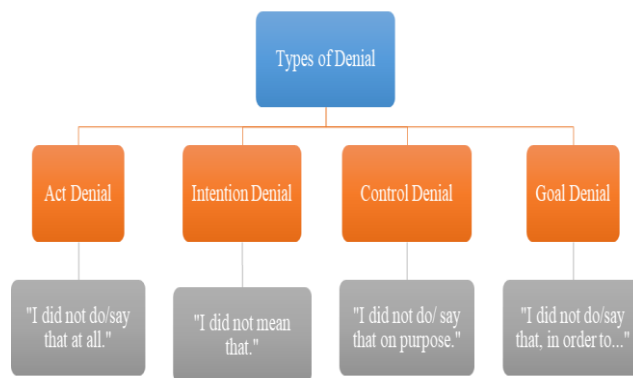 Types of Denial
Act Denial
Intention Denial
Control Denial
Goal Denial
"I did not do/say
that at all."
"I did not mean
that."
"I did not do/ say
that on purpose."
"I did not do/say
that, in order to..."